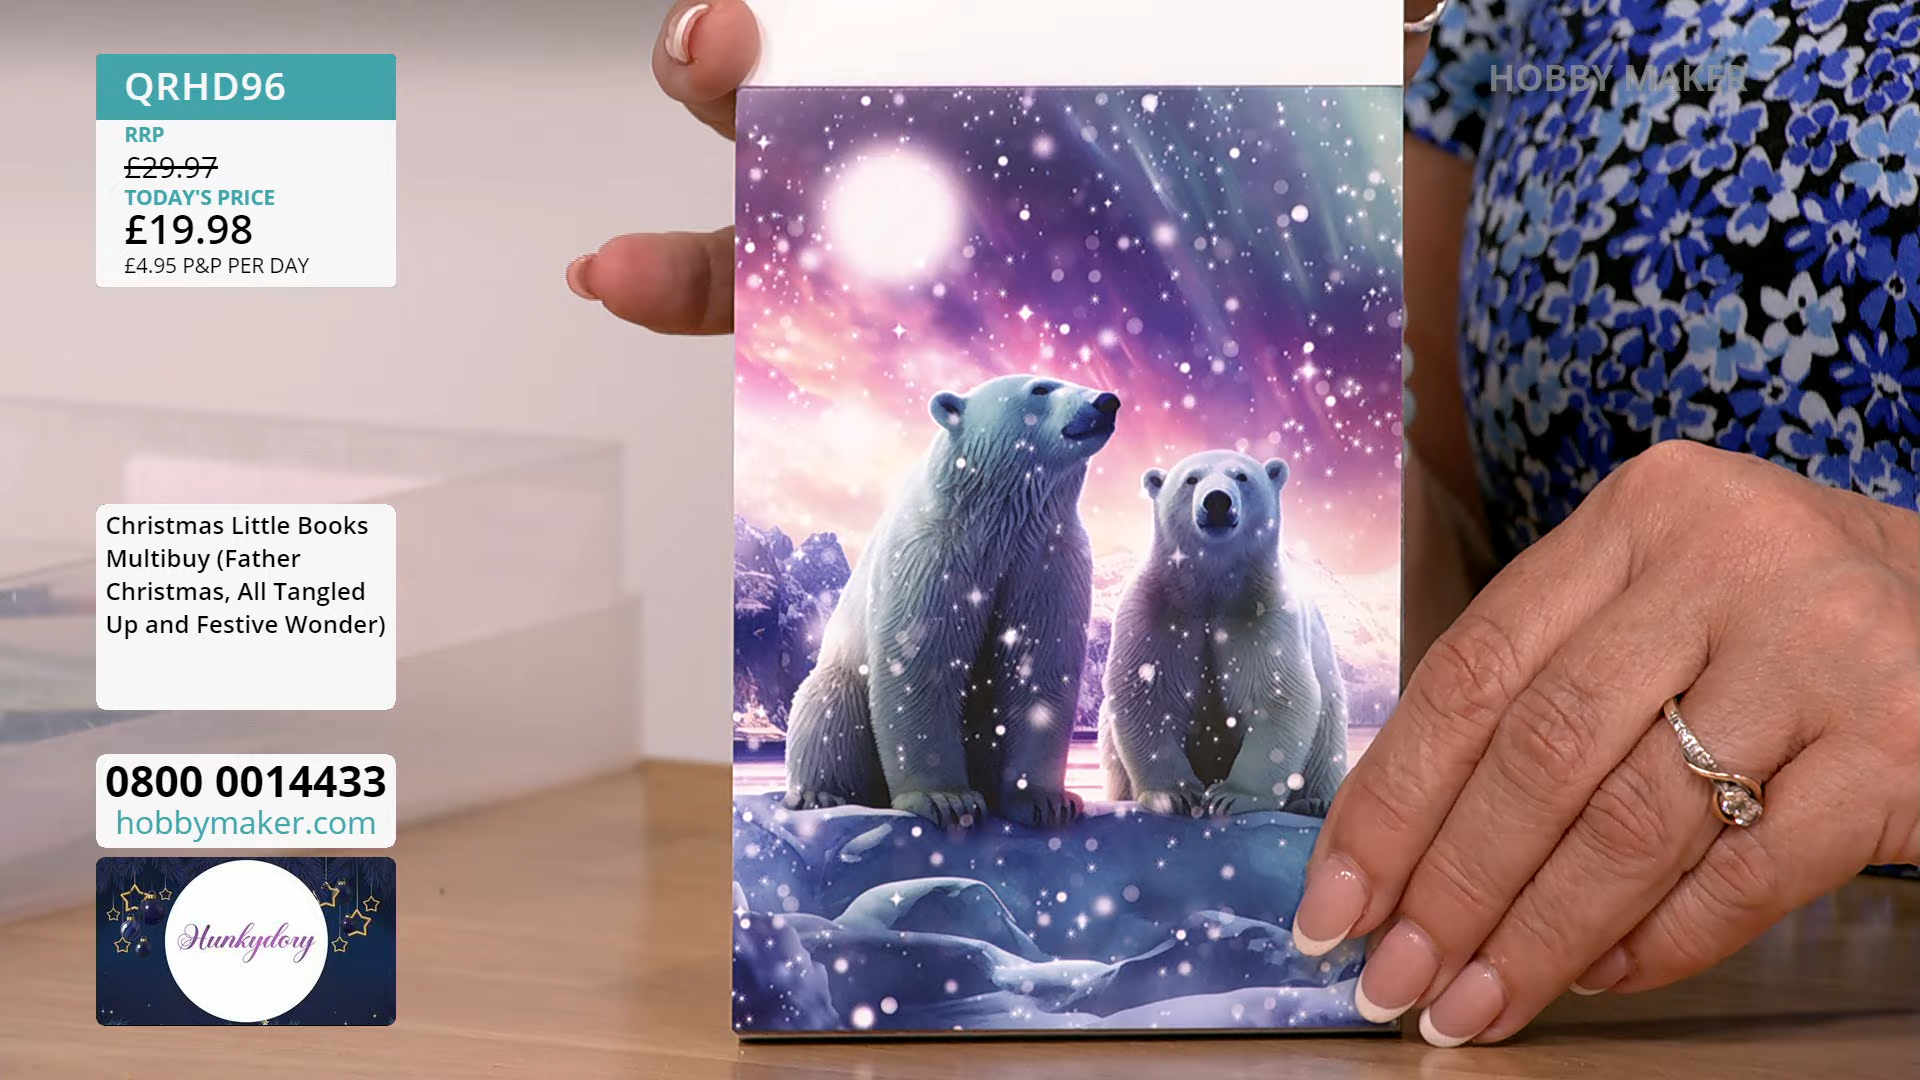 QRHD96
RRP
£29.97
TODAY'S PRICE
£19.98
£4.95 P&P PER DAY
HOBBY MAKER
Christmas Little Books
Multibuy (Father
Christmas, All Tangled
Up and Festive Wonder)
0800 0014433
hobbymaker.com
Hunkydory